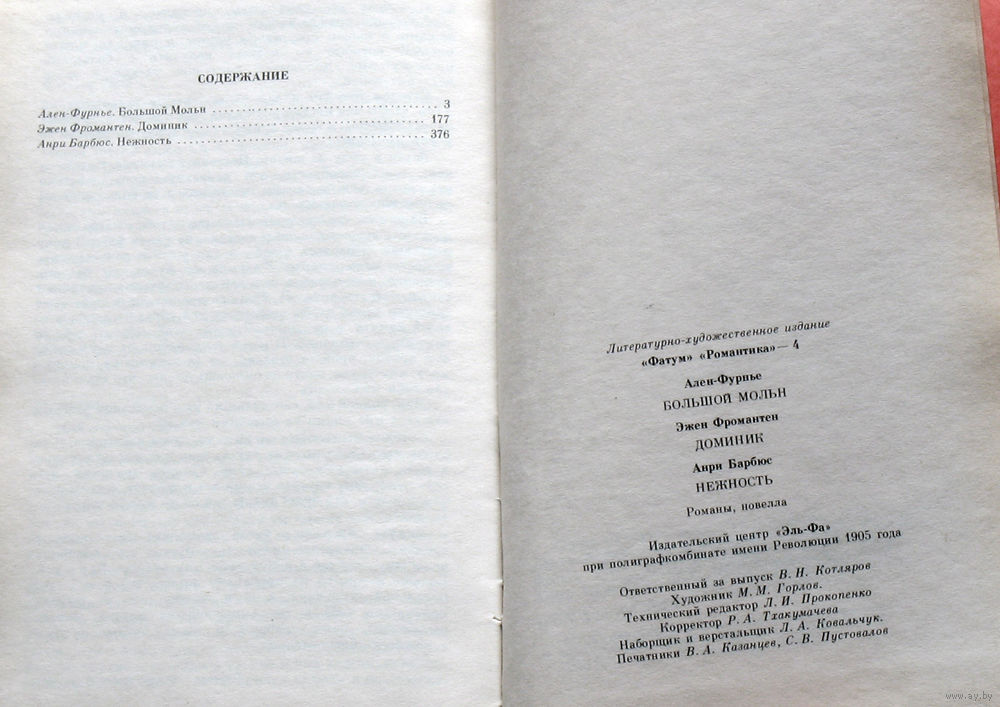 СОДЕРЖАНИЕ
Ален-Фурнье. Большой Мольн ........................................ 3
Эжен Фромантен. Доминик ........................................ 177
Анри Барбюс. Нежность ........................................ 376
Литературно-художественное издание
«Фатум» «Романтика» — 4
Ален-Фурнье
БОЛЬШОЙ МОЛЬН
Эжен Фромантен
ДОМИНИК
Анри Барбюс
НЕЖНОСТЬ
Романы, новелла
Издательский центр «Эль-Фа»
при полиграфкомбинате имени Революции 1905 года
Ответственный за выпуск В. И. Котляров
Художник М. М. Горлов.
Технический редактор Л. И. Прокопенко
Корректор Р. А. Тхакумачева
Наборщик и верстальщик Л. А. Ковальчук.
Печатники В. А. Казанцев, С. В. Пустовалов
www.ay.by